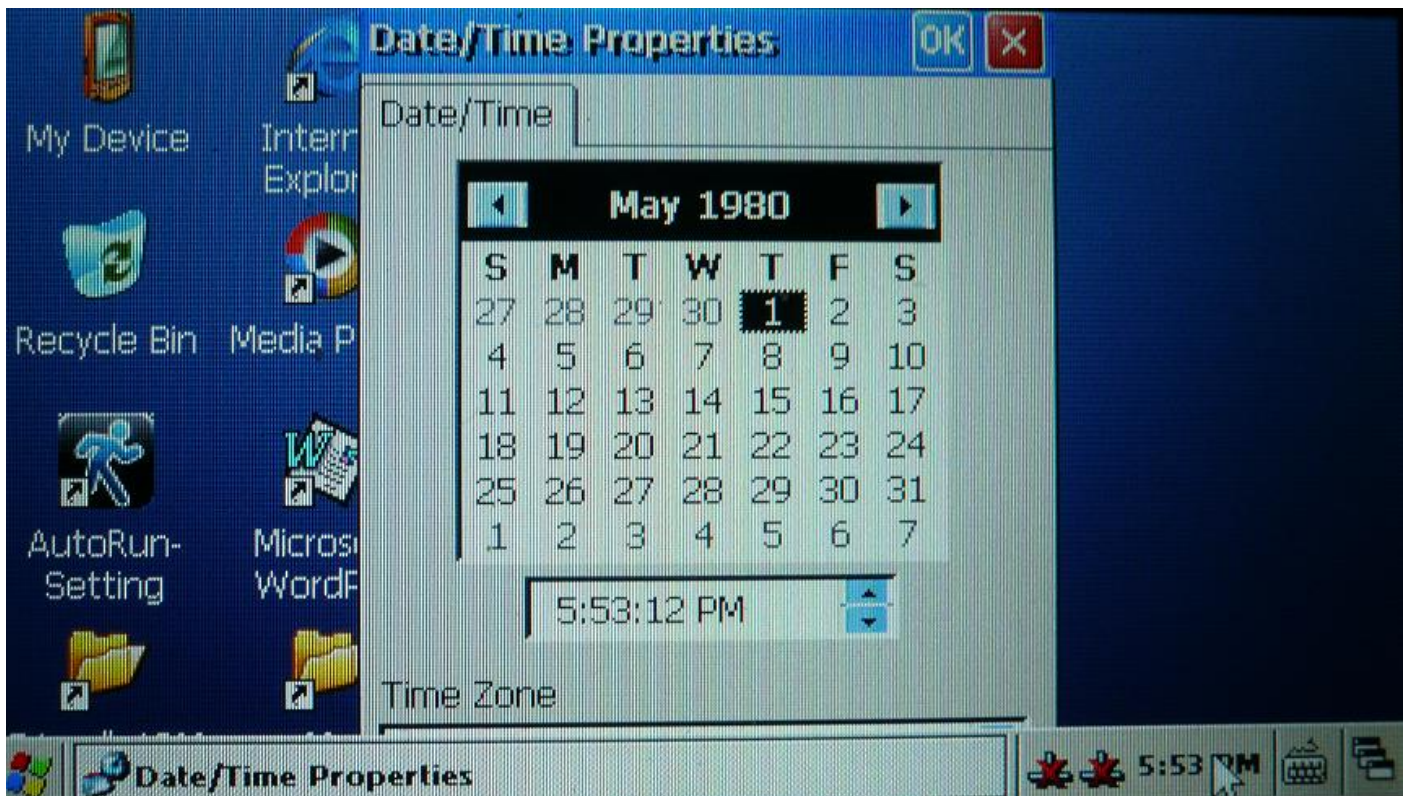 My Device
Intern
Explor
Recycle Bin
Media P
AutoRun-
Setting
Micros
WordP
Date/Time Properties
OK
Date/Time
May 1980
S M T W T F S
27 28 29 30 1 2 3
4 5 6 7 8 9 10
11 12 13 14 15 16 17
18 19 20 21 22 23 24
25 26 27 28 29 30 31
1 2 3 4 5 6 7
5:53:12 PM
Time Zone
Date/Time Properties
5:53 PM